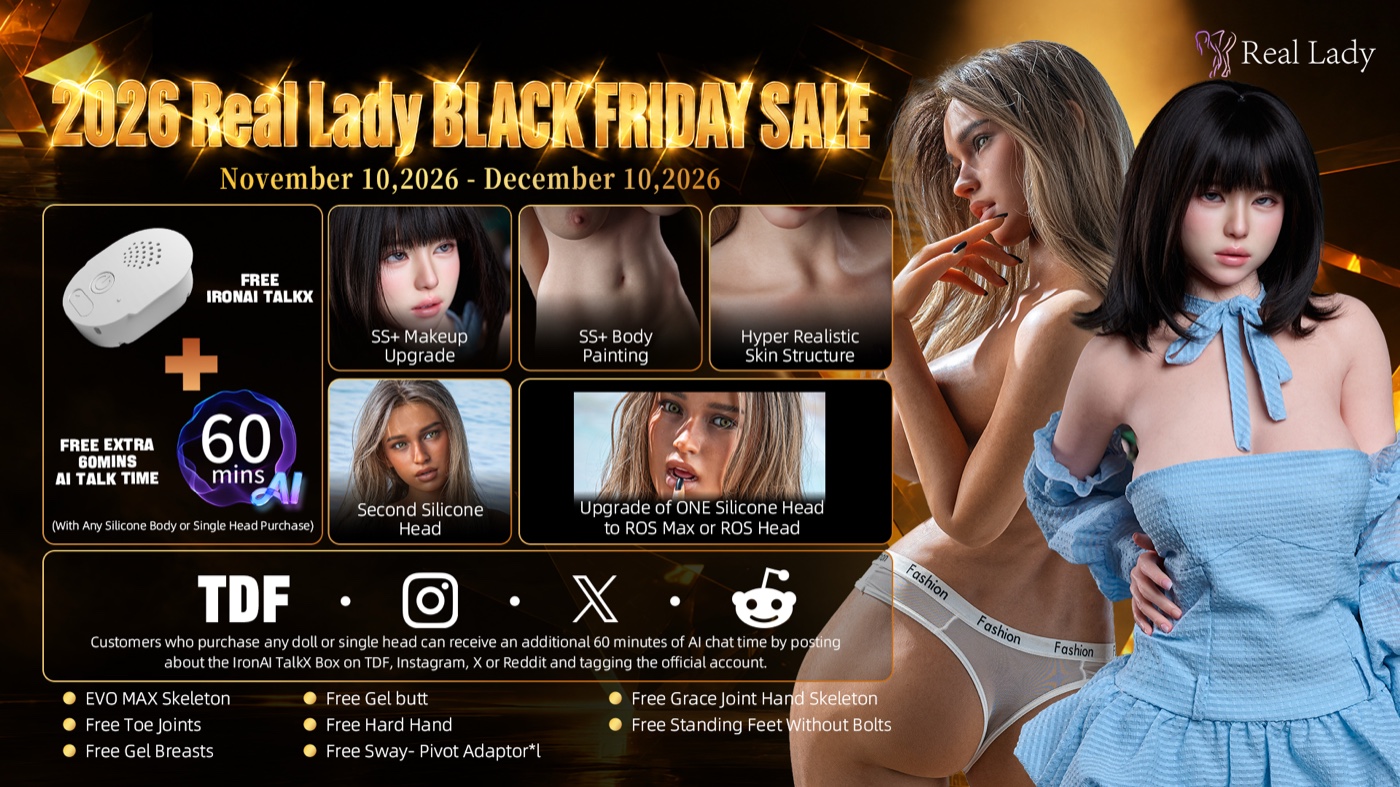 Real Lady
2026 Real Lady BLACK FRIDAY SALE
November 10,2026 - December 10,2026
FREE
IRONAI TALKX
FREE EXTRA
60MINS
AI TALK TIME
60
mins
AI
(With Any Silicone Body or Single Head Purchase)
SS+ Makeup
Upgrade
SS+ Body
Painting
Hyper Realistic
Skin Structure
Second Silicone
Head
Upgrade of ONE Silicone Head
to ROS Max or ROS Head
TDF
Customers who purchase any doll or single head can receive an additional 60 minutes of AI chat time by posting
about the IronAI TalkX Box on TDF, Instagram, X or Reddit and tagging the official account.
EVO MAX Skeleton
Free Toe Joints
Free Gel Breasts
Free Gel butt
Free Hard Hand
Free Sway- Pivot Adaptor*l
Free Grace Joint Hand Skeleton
Free Standing Feet Without Bolts
Fashion
Fashion
Fashion